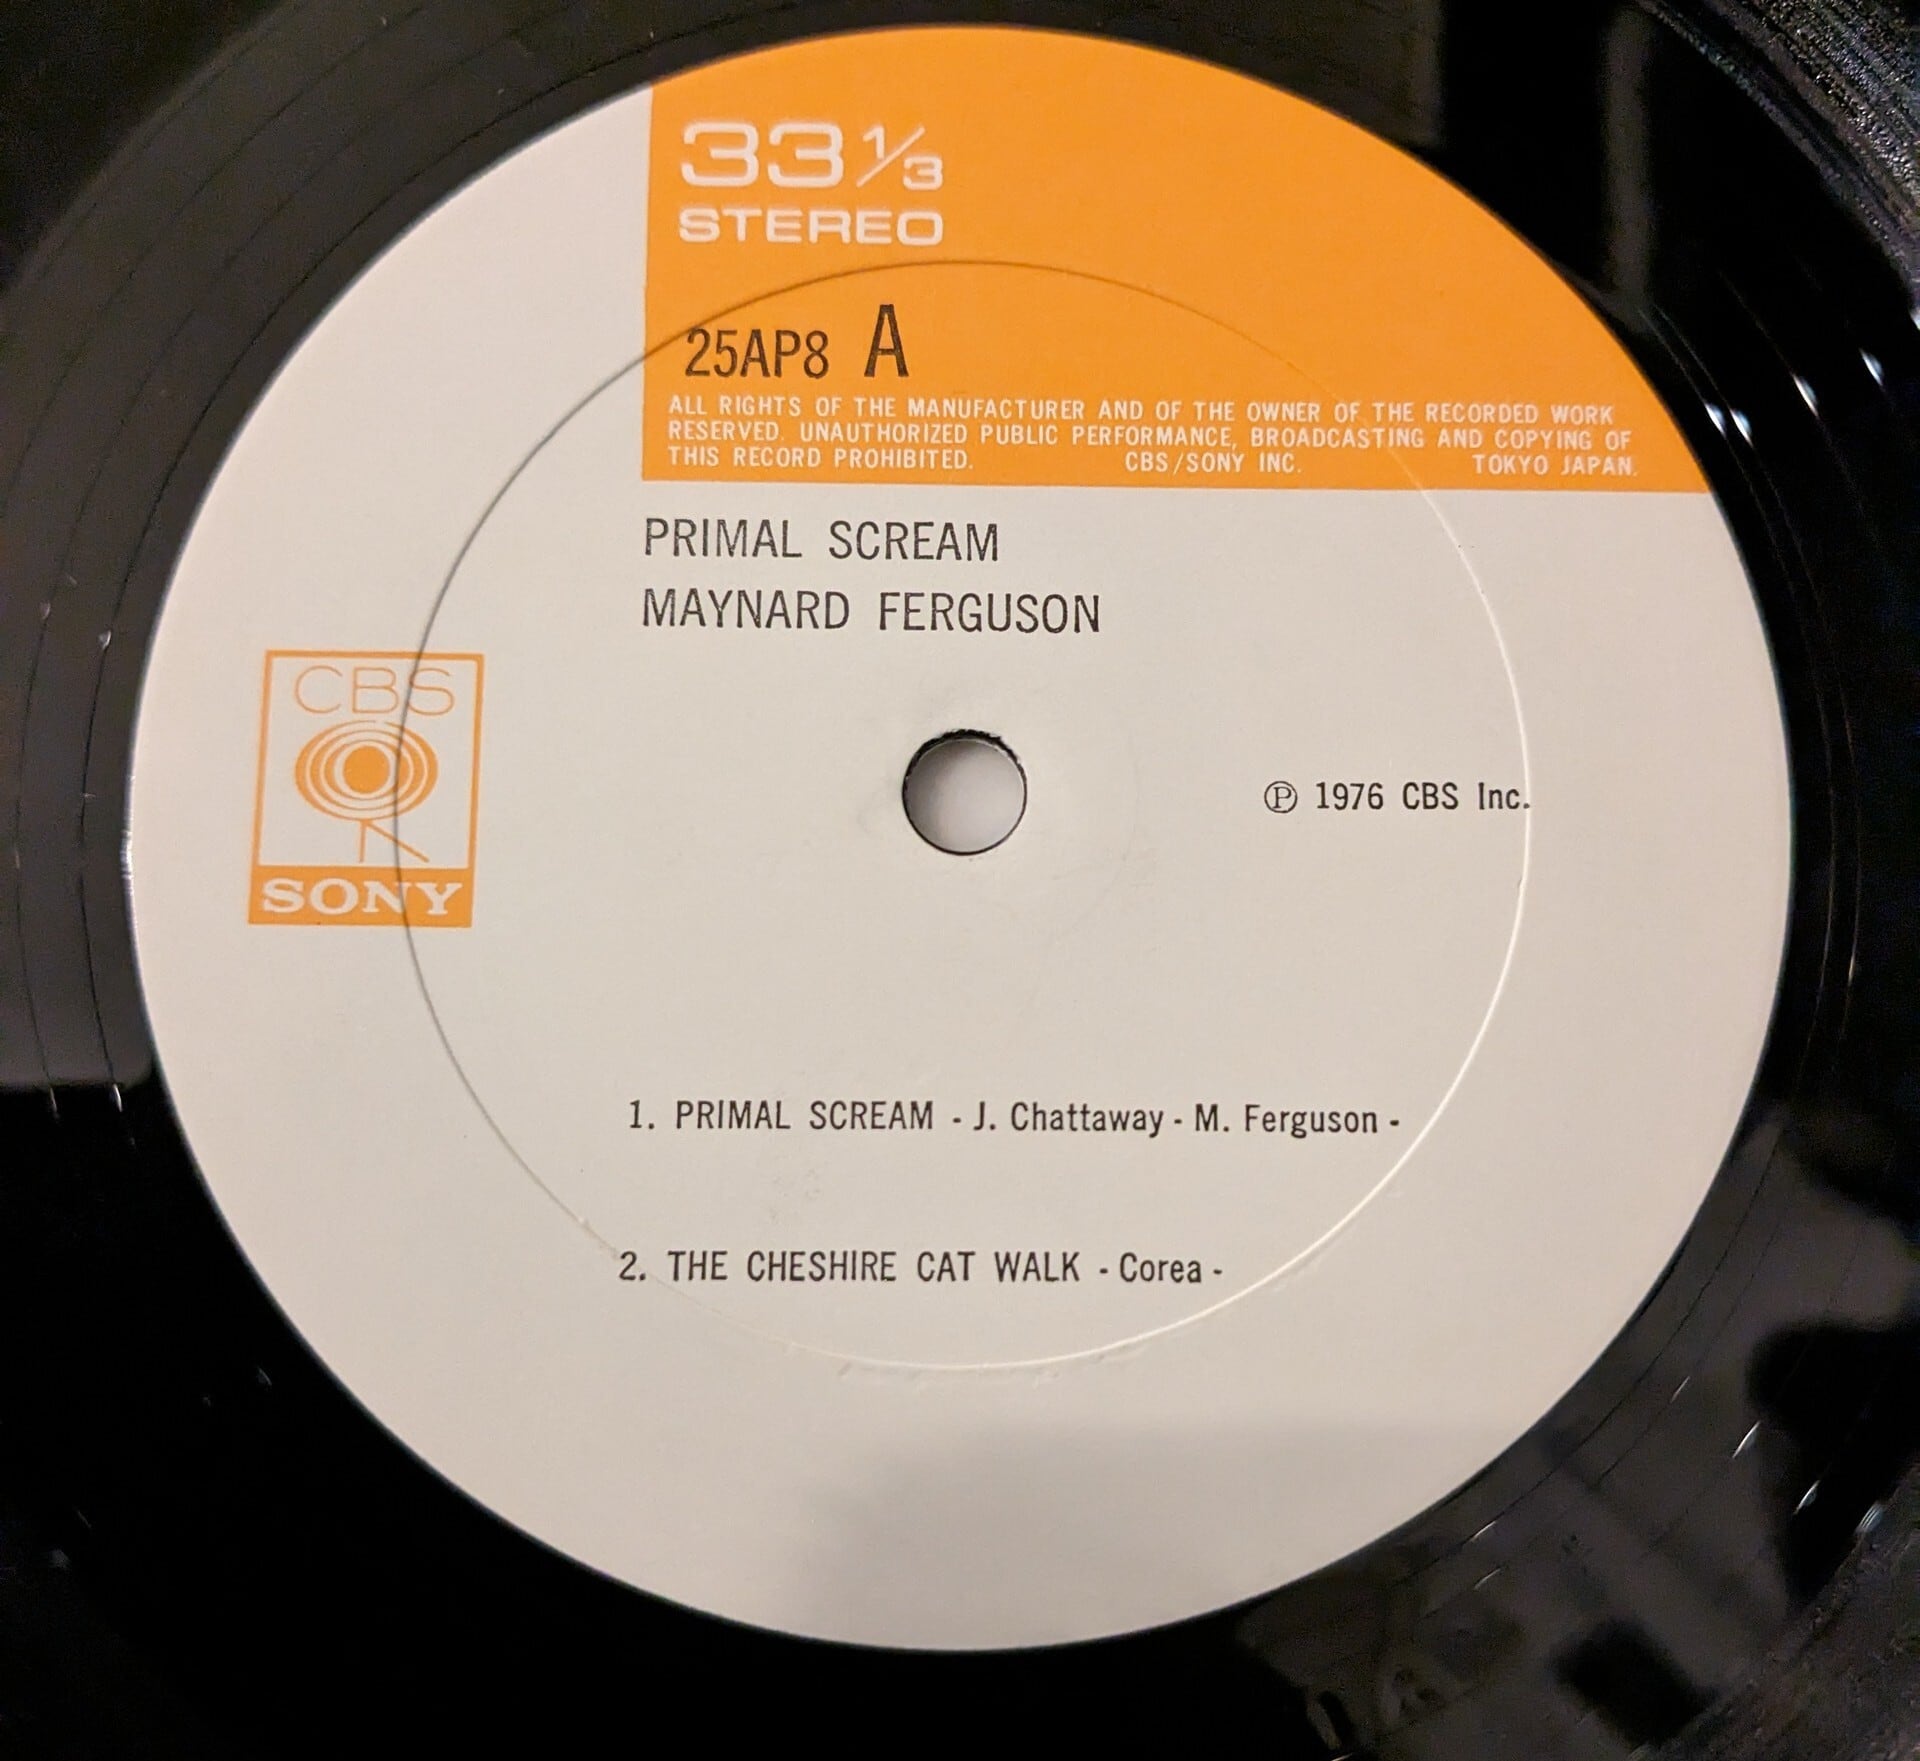 33 1/3
STEREO
25AP8 A
ALL RIGHTS OF THE MANUFACTURER AND OF THE OWNER OF THE RECORDED WORK
RESERVED. UNAUTHORIZED PUBLIC PERFORMANCE, BROADCASTING AND COPYING OF
THIS RECORD PROHIBITED. CBS/SONY INC. TOKYO JAPAN.
PRIMAL SCREAM
MAYNARD FERGUSON
CBS
SONY
Ⓟ 1976 CBS Inc.
1. PRIMAL SCREAM - J. Chattaway - M. Ferguson -
2. THE CHESHIRE CAT WALK - Corea -